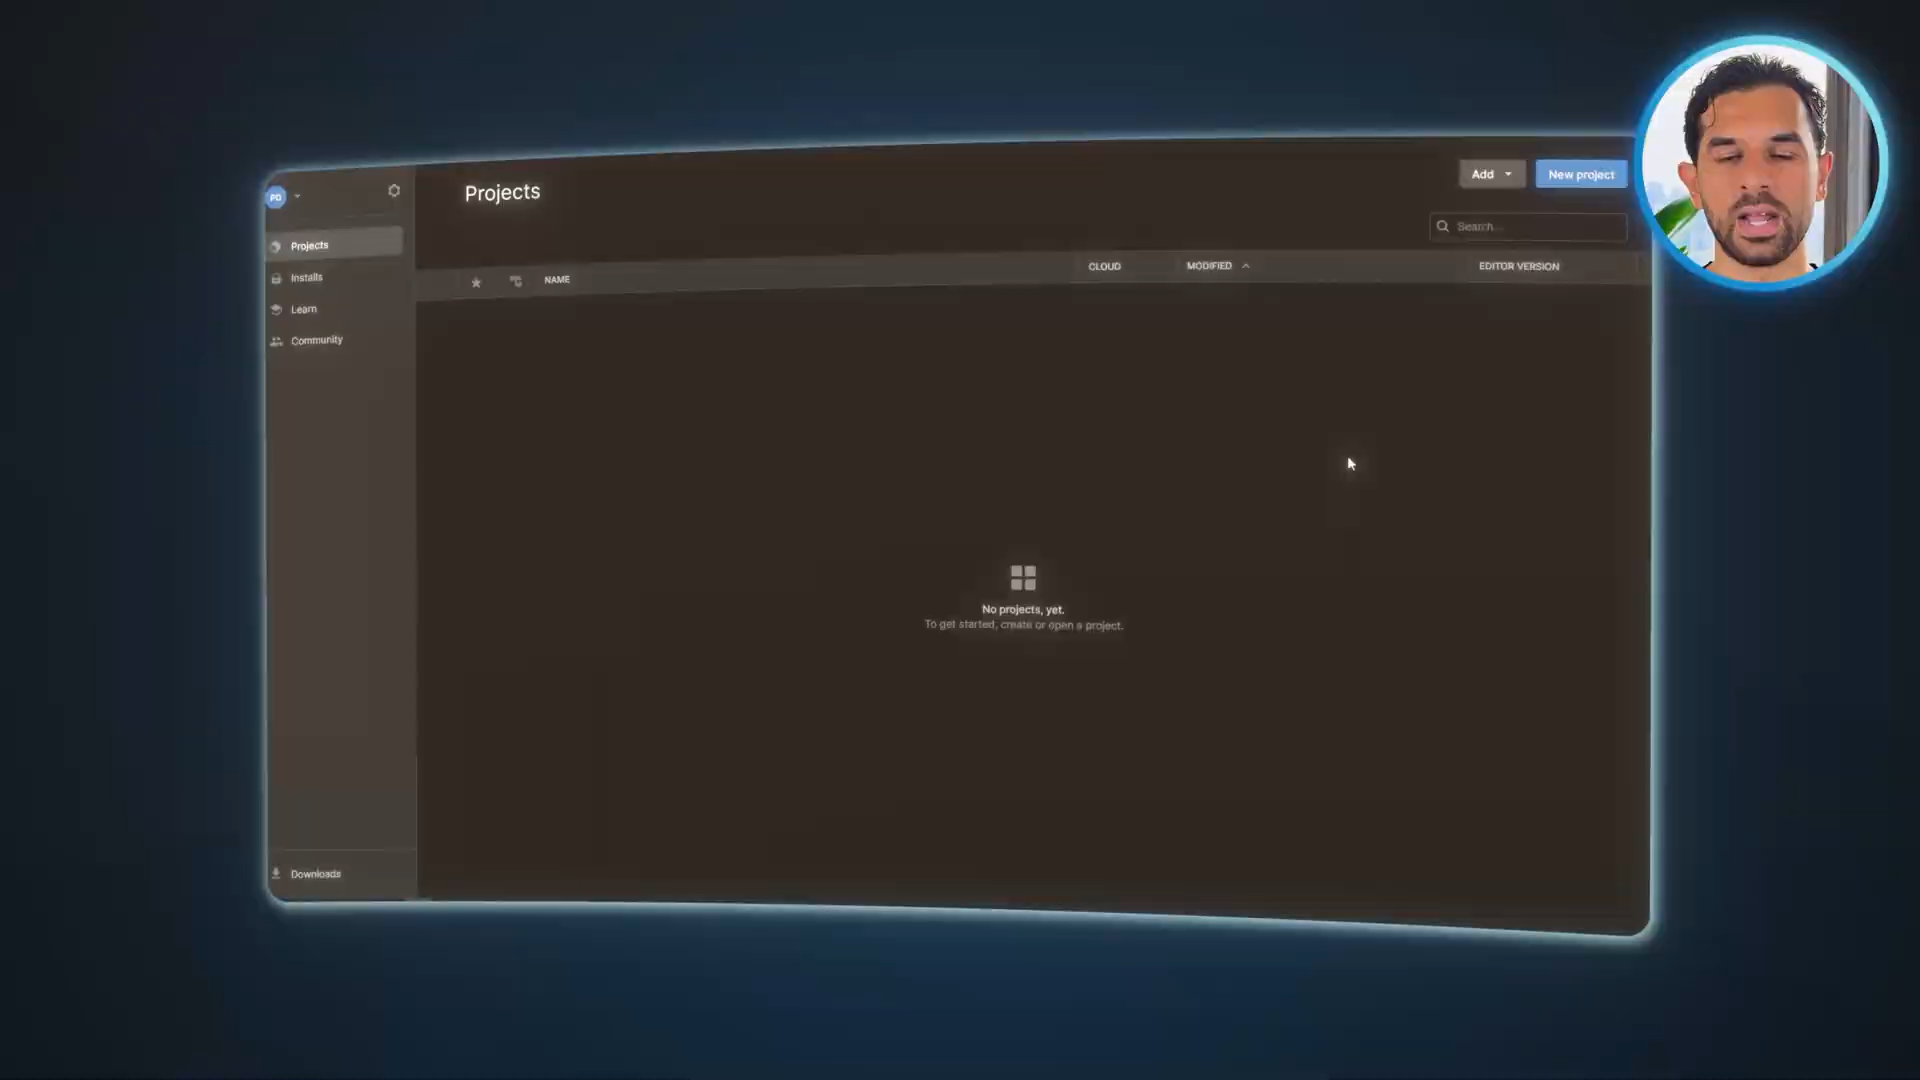 PD
Projects
Add
New project
Search...
Projects
Installs
Learn
Community
NAME
CLOUD
MODIFIED
EDITOR VERSION
No projects, yet.
To get started, create or open a project.
Downloads